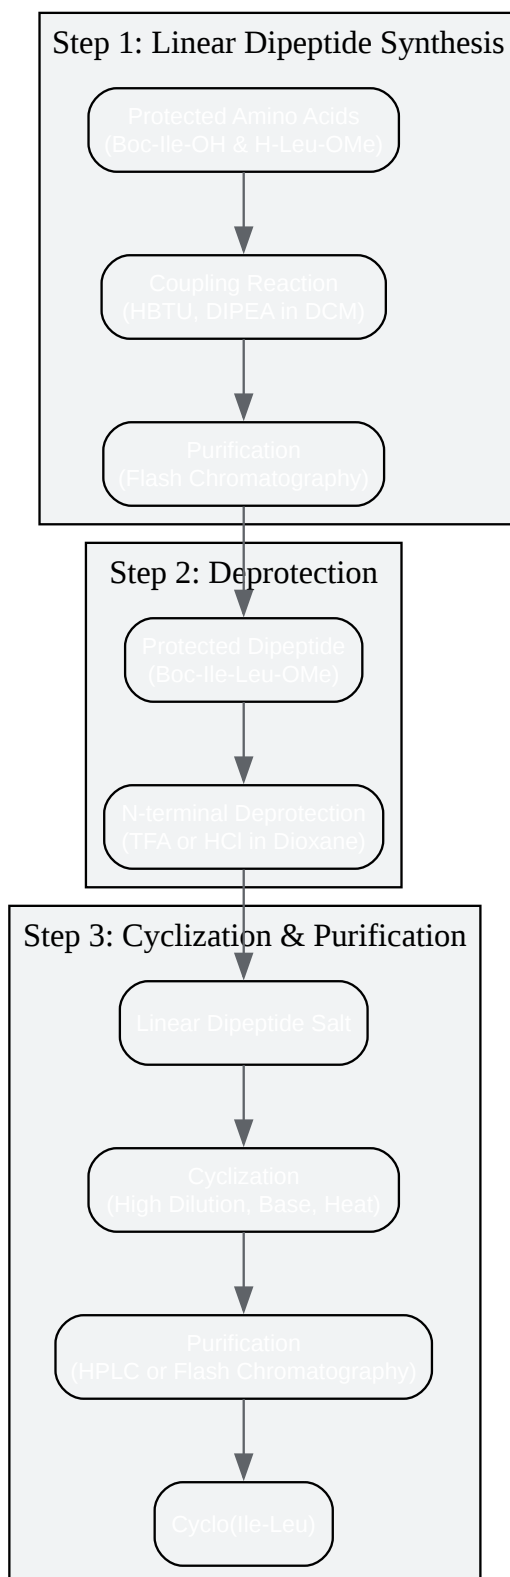 Step 1: Linear Dipeptide Synthesis
Protected Amino Acids
(Boc-Ile-OH & H-Leu-OMe)
Coupling Reaction
(HBTU, DIPEA in DCM)
Purification
(Flash Chromatography)
Step 2: Deprotection
Protected Dipeptide
(Boc-Ile-Leu-OMe)
N-terminal Deprotection
(TFA or HCl in Dioxane)
Step 3: Cyclization & Purification
Linear Dipeptide Salt
Cyclization
(High Dilution, Base, Heat)
Purification
(HPLC or Flash Chromatography)
Cyclo(Ile-Leu)